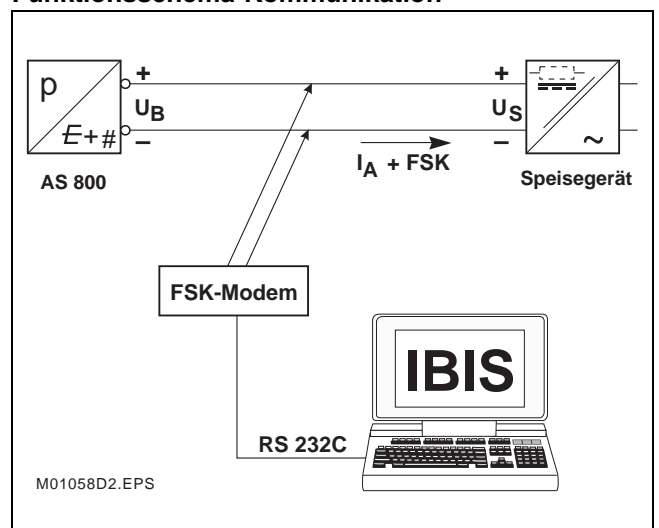 Funktionsschema Kommunikation
p
E+#
+
U_B
–
AS 800
+
U_S
–
I_A + FSK
~
Speisegerät
FSK-Modem
IBIS
RS 232C
M01058D2.EPS